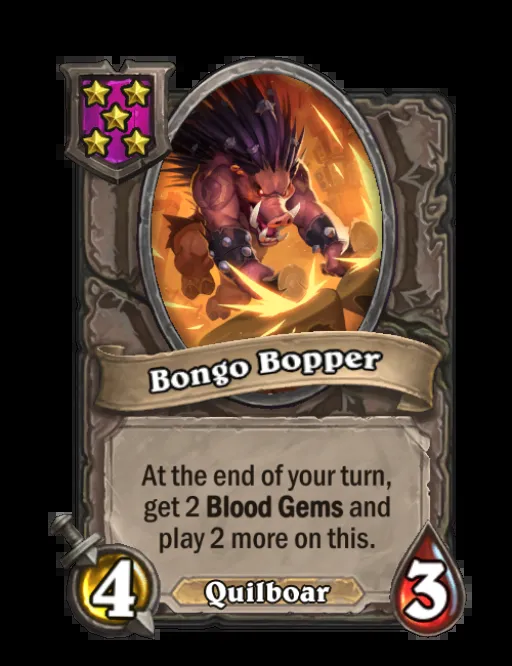 Bongo Bopper
At the end of your turn,
get 2 Blood Gems and
play 2 more on this.
4
Quilboar
3